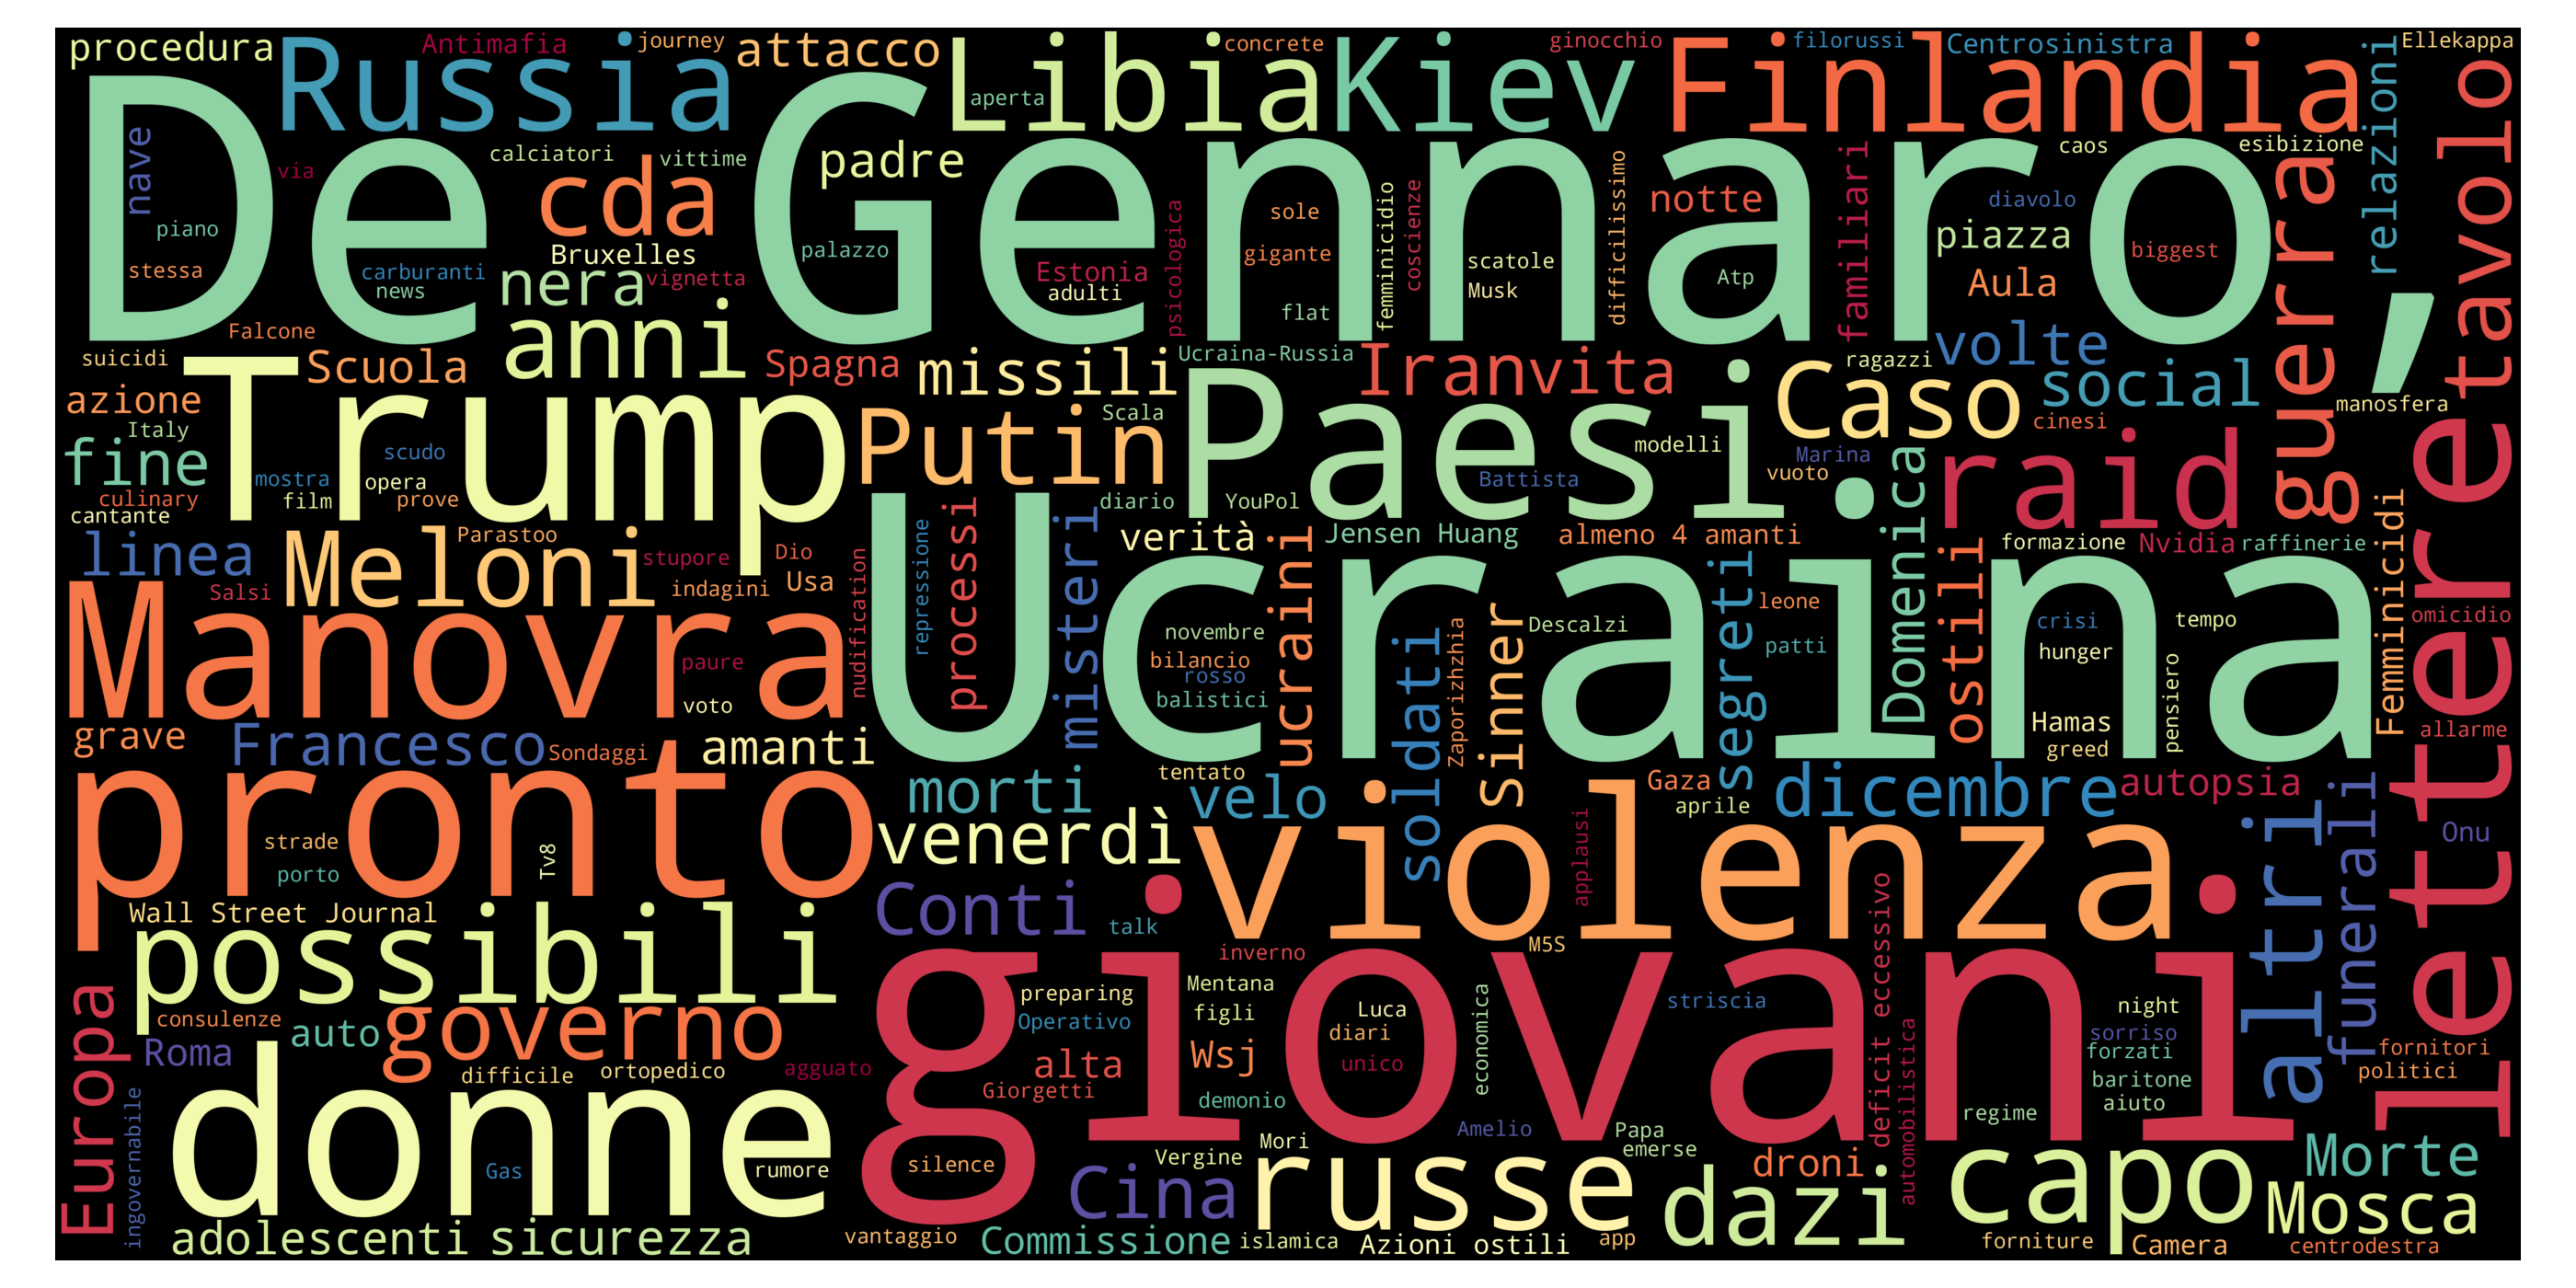 procedura
Antimafia
journey
Russia
attacco
Libia
concrete
aperta
Kiev
ginocchio
filorussi
Centrosinistra
Finlandia
relazioni
Ellekappa
retavolo
De Gennaro,
nave
via
piano
stessa
calciatori
vittime
cda
padre
Bruxelles
palazzo
carburanti
news
nera
vignetta
Estonia
adulti
psicologica
sole
gigante
flat
femminicidio
coscienze
scatole
Musk
difficilissimo
notte
Atp
familiari
caos
esibizione
diavolo
piazza
biggest
Aula
guerra
Falcone
anni
suicidi
Scuola
Spagna
missili
Ucraina-Russia
Iranvita
ragazzi
volte
social
manosfera
azione
Trump
Italy
fine
scudo
mostra
opera
culinary
film
prove
cantante
Putin
Scala
Paesi
modelli
Battista
Caso
cinesi
Marina
vuoto
raid
diario
YouPol
linea
Meloni
Parastoo
stupore
Dio
indagini
Usa
Salsi
nudification
repressione
processi
misteri
verità
ucraini
Jensen Huang
almeno 4 amanti
segreti
Domenica
ostili
formazione
Nvidia
raffinerie
Femminicidi
Manovra
paure
voto
Ucraina
novembre
bilancio
rosso
balistici
soldati
Zaporizhzhia
sinner
Descalzi
leone
patti
crisi
hunger
tempo
Hamas
greed
pensiero
omicidio
allarme
lettori
grave
Francesco
Sondaggi
amanti
pronto
morti
tentato
velo
Gaza
aprile
dicembre
autopsia
altri
funerali
Onu
strade
porto
Tv8
venerdì
violenza
applausi
Wall Street Journal
possibili
Conti
talk
inverno
M5S
deficit eccessivo
Europa
consulenze
Roma
auto
governo
difficile
ortopedico
agguato
giovani
preparing
Operativo
Mentana
figli
Luca
diari
unico
economica
striscia
night
sorriso
forzati
baritone
aiuto
fornitori
politici
alta
Wsj
Giorgetti
demonio
automobilistica
regime
ingovernabile
donne
Gas
rumore
silence
Mori
Amelio
Papa
emerse
Vergine
Cina
russe
droni
dazi
capo
Morte
Mosca
adolescenti
sicurezza
vantaggio
Commissione
islamica
Azioni ostili
app
forniture
Camera
centrodestra